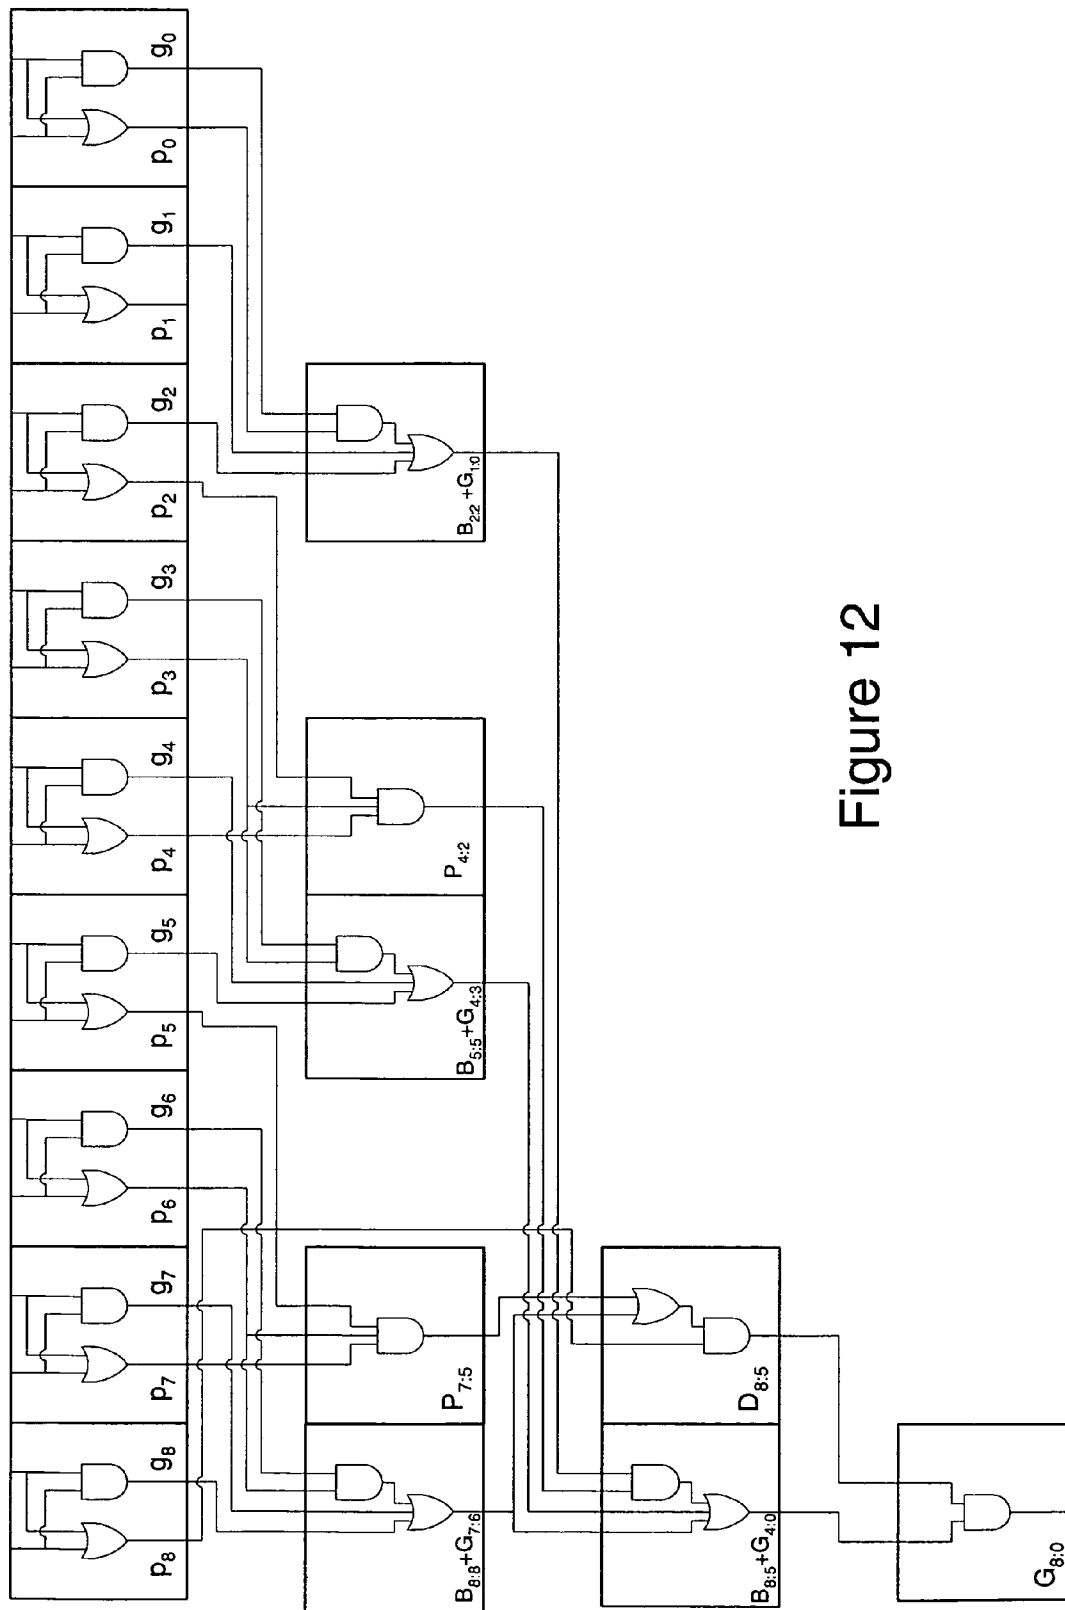 p₈ g₈ p₇ g₇ p₆ g₆ p₅ g₅ p₄ g₄ p₃ g₃ p₂ g₂ p₁ g₁ p₀ g₀
B₈:₈+G₇:₆ P₇:₅ B₅:₅+G₄:₃ P₄:₂ B₂:₂+G₁:₀
B₈:₅+G₄:₀ D₈:₅
G₈:₀
Figure 12